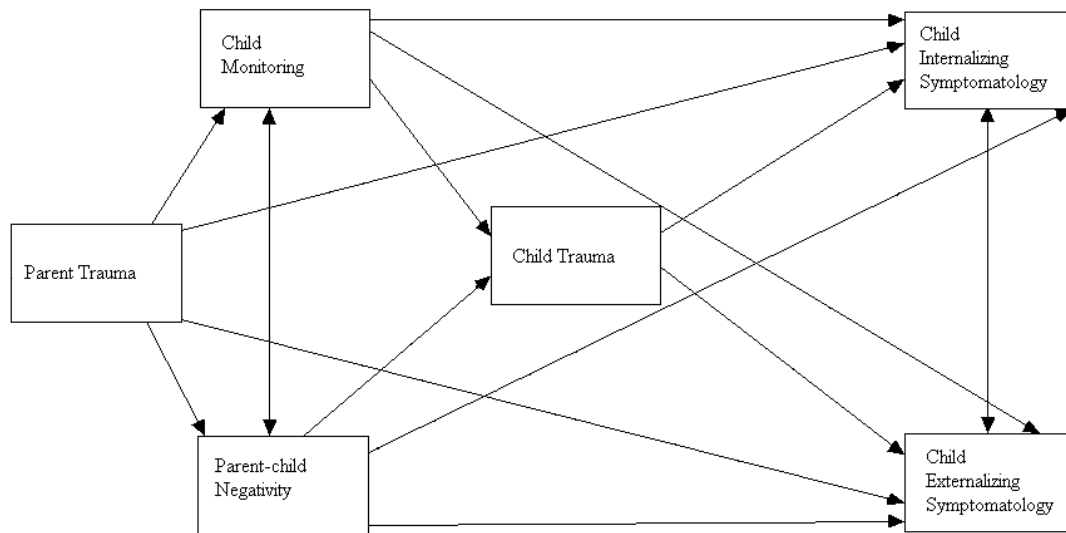 Child
Monitoring
Child
Internalizing
Symptomatology
Parent Trauma
Child Trauma
Parent-child
Negativity
Child
Externalizing
Symptomatology